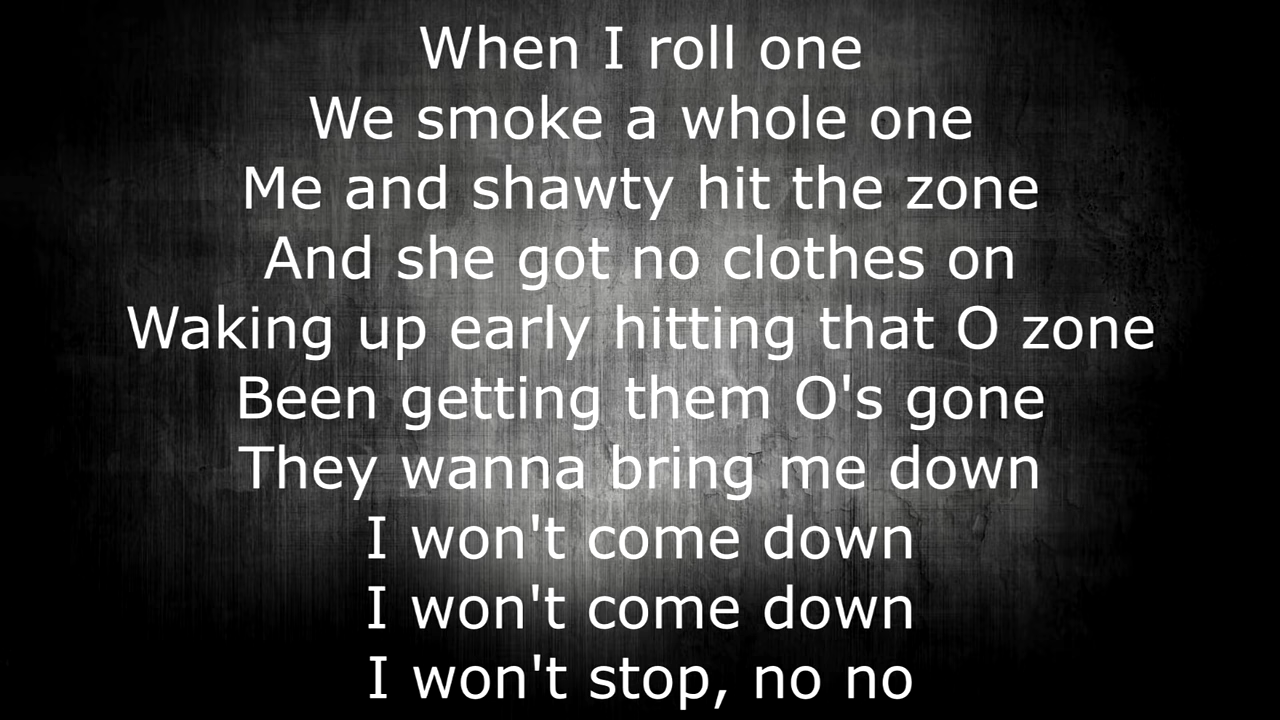 When I roll one
We smoke a whole one
Me and shawty hit the zone
And she got no clothes on
Waking up early hitting that O zone
Been getting them O's gone
They wanna bring me down
I won't come down
I won't come down
I won't stop, no no